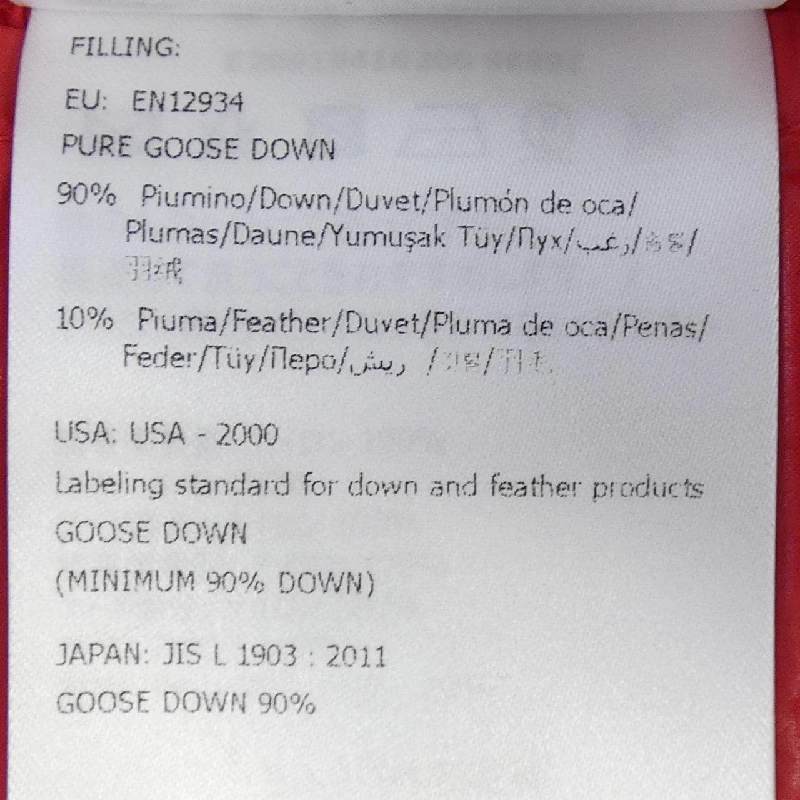 FILLING:
EU: EN12934
PURE GOOSE DOWN
90% Piumino/Down/Duvet/Plumón de oca/
Plumas/Daune/Yumuşak Tüy/Пух/زغب/
羽绒
10% Piuma/Feather/Duvet/Pluma de oca/Penas/
Feder/Tüy/Перо/ريش /
USA: USA - 2000
Labeling standard for down and feather products
GOOSE DOWN
(MINIMUM 90% DOWN)
JAPAN: JIS L 1903 : 2011
GOOSE DOWN 90%